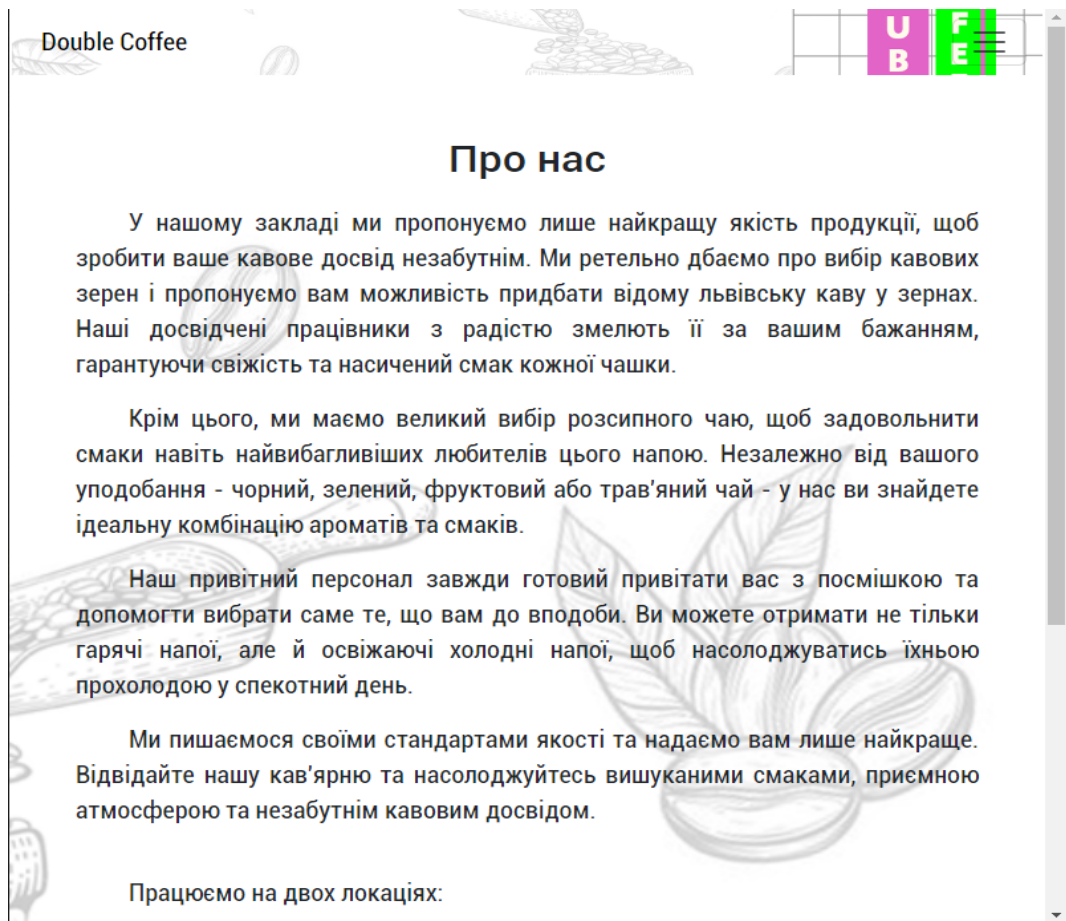 Double Coffee
U
B
F
E
Про нас
У нашому закладі ми пропонуємо лише найкращу якість продукції, щоб
зробити ваше кавове досвід незабутнім. Ми ретельно дбаємо про вибір кавових
зерен і пропонуємо вам можливість придбати відому львівську каву у зернах.
Наші досвідчені працівники з радістю змелють її за вашим бажанням,
гарантуючи свіжість та насичений смак кожної чашки.
Крім цього, ми маємо великий вибір розсипного чаю, щоб задовольнити
смаки навіть найвибагливіших любителів цього напою. Незалежно від вашого
уподобання - чорний, зелений, фруктовий або трав'яний чай - у нас ви знайдете
ідеальну комбінацію ароматів та смаків.
Наш привітний персонал завжди готовий привітати вас з посмішкою та
допомогти вибрати саме те, що вам до вподоби. Ви можете отримати не тільки
гарячі напої, але й освіжаючі холодні напої, щоб насолоджуватись їхньою
прохолодою у спекотний день.
Ми пишаємося своїми стандартами якості та надаємо вам лише найкраще.
Відвідайте нашу кав'ярню та насолоджуйтесь вишуканими смаками, приємною
атмосферою та незабутнім кавовим досвідом.
Працюємо на двох локаціях: